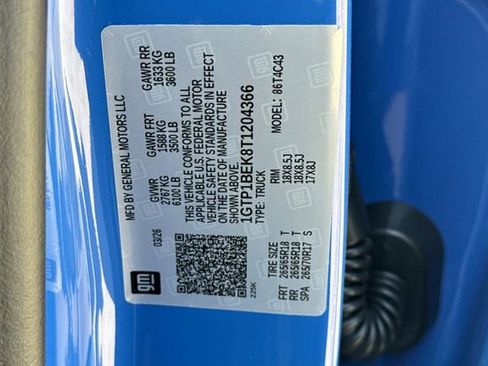 MFD BY GENERAL MOTORS LLC
03/26
gm
GVWR GAWR FRT GAWR RR
2767 KG 1588 KG 1633 KG
6100 LB 3500 LB 3600 LB
THIS VEHICLE CONFORMS TO ALL
APPLICABLE U.S. FEDERAL MOTOR
VEHICLE SAFETY STANDARDS IN EFFECT
ON THE DATE OF MANUFACTURE
SHOWN ABOVE.
1GTP1BEK8T1204366
TYPE: TRUCK
225K
86T4C43
TIRE SIZE RIM
FRT 265/65R18 T 18X8.5J
RR 265/65R18 T 18X8.5J
SPA 265/70R17 S 17X8J